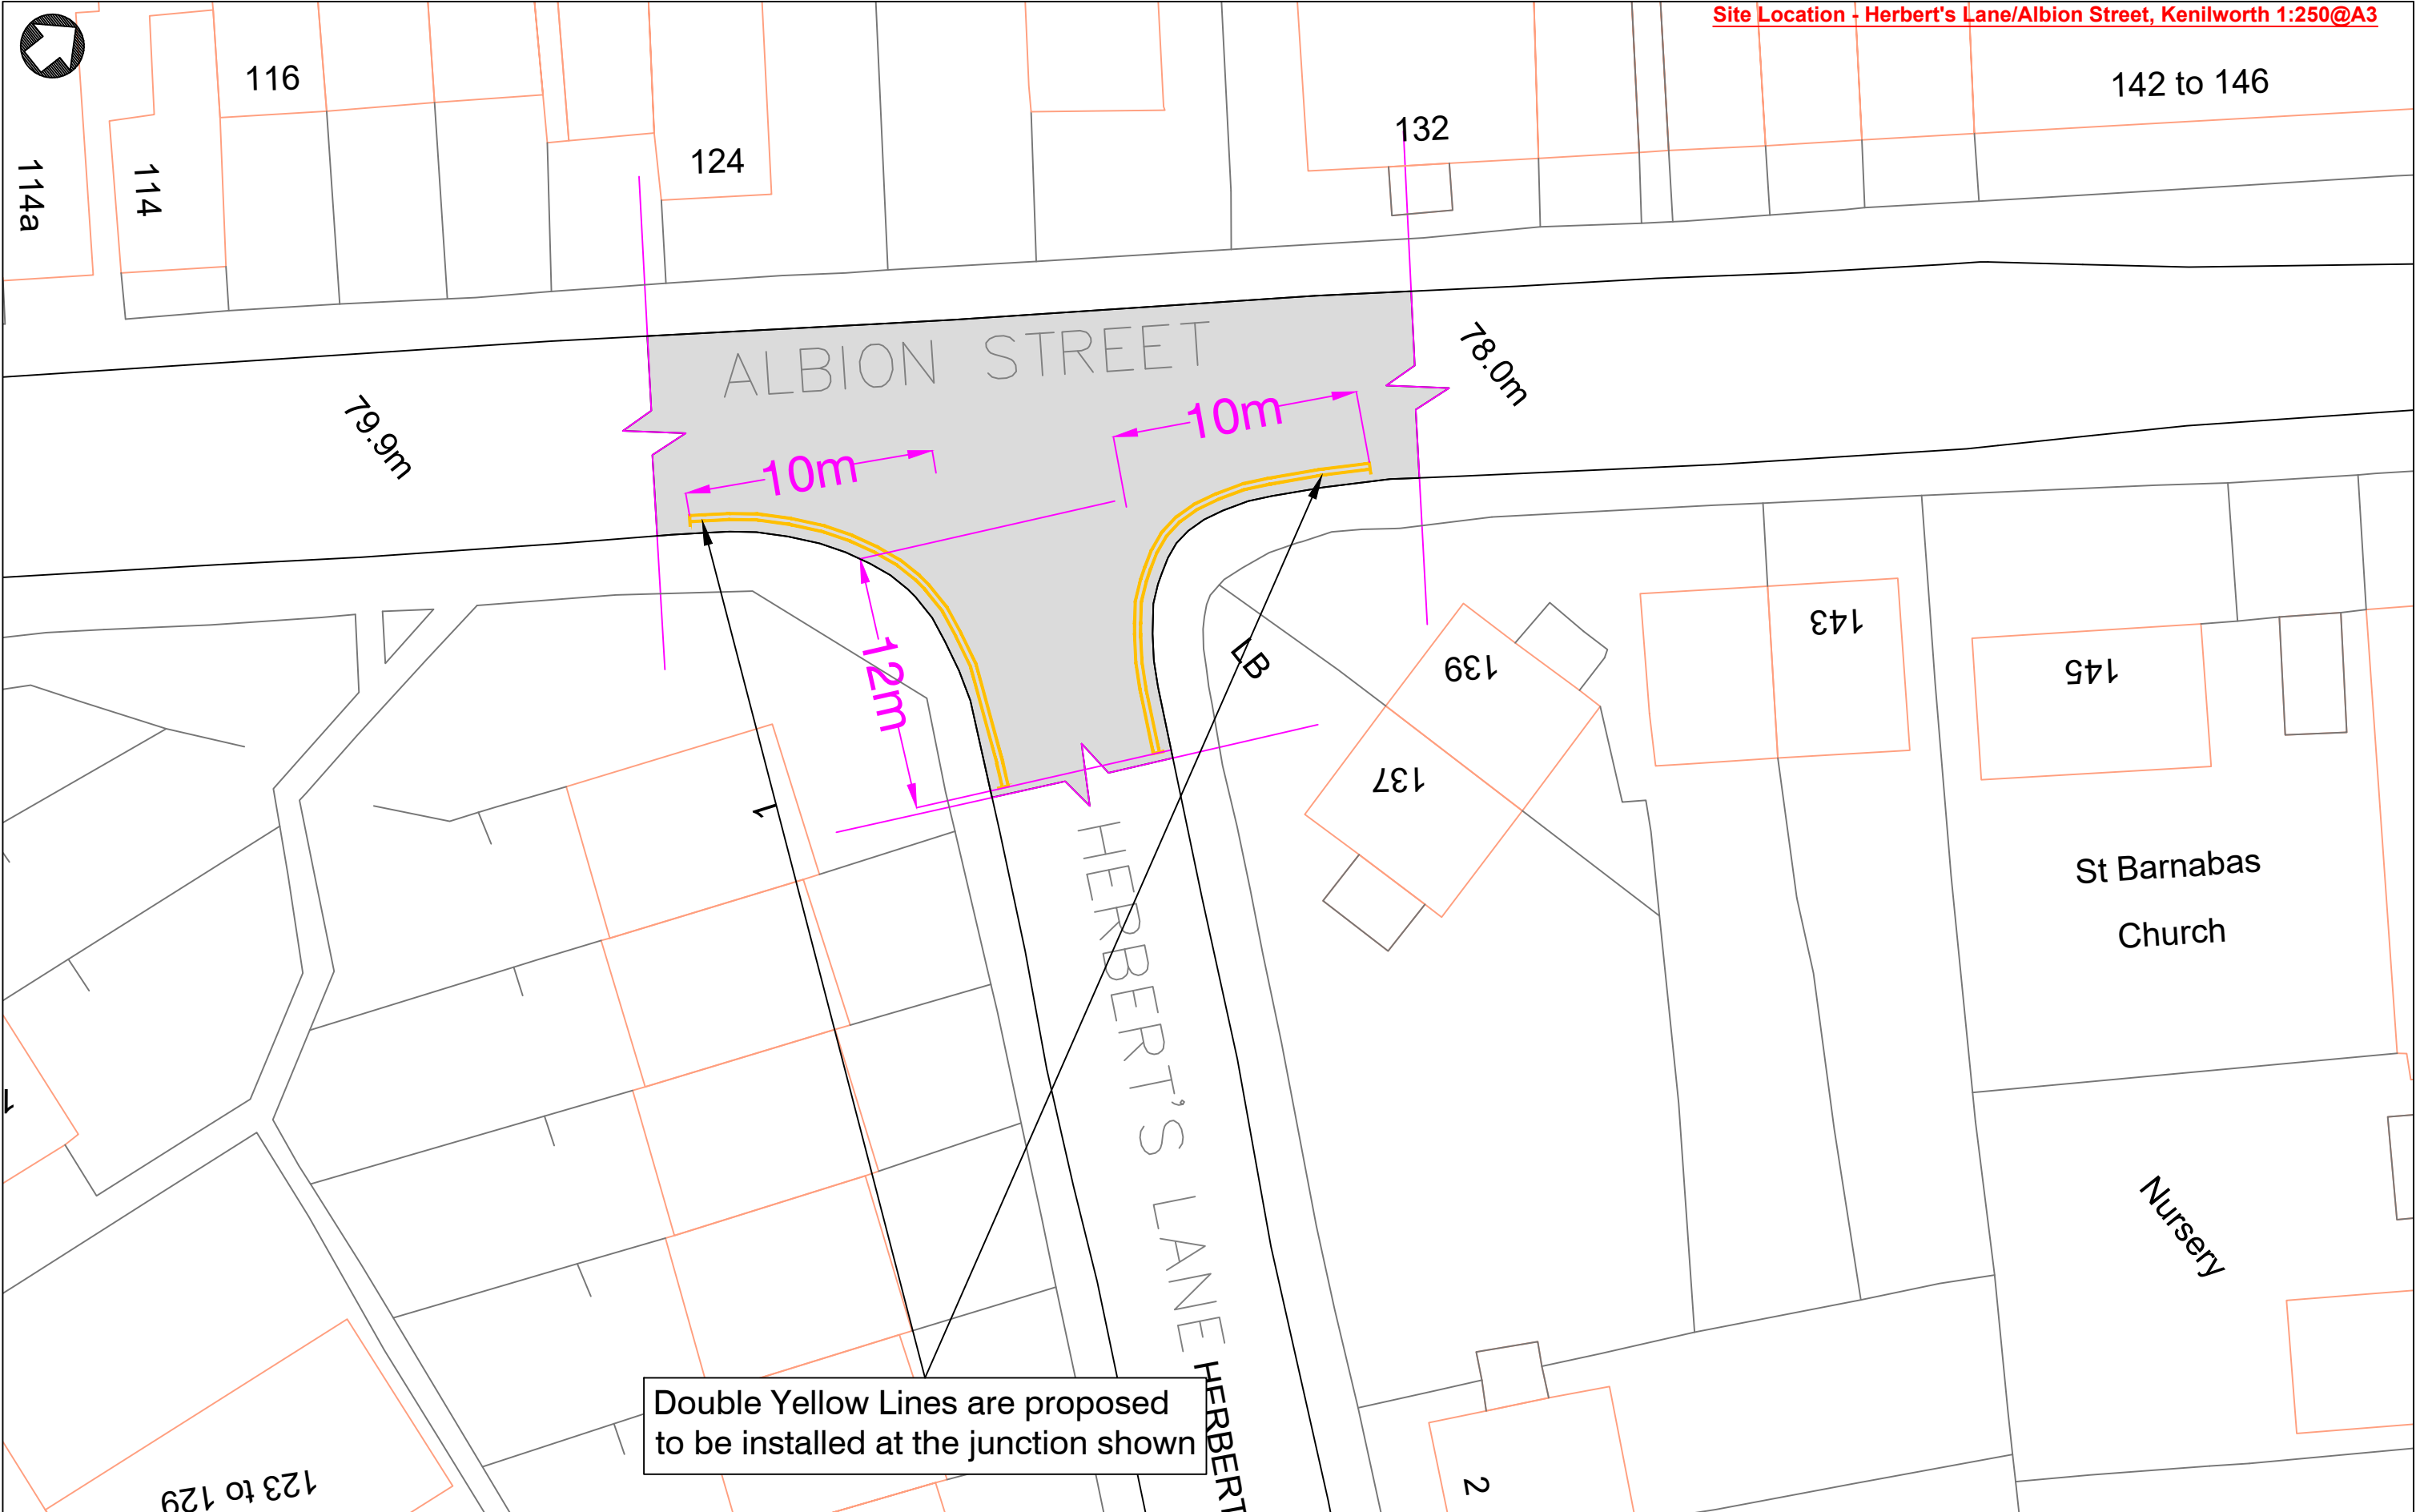 Site Location - Herbert's Lane/Albion Street, Kenilworth 1:250@A3
116
142 to 146
132
124
114a
114
ALBION STREET
78.0m
79.9m
10m
10m
12m
LB
143
139
145
137
1
St Barnabas
Church
HERBERT'S LANE
1
Nursery
Double Yellow Lines are proposed
to be installed at the junction shown
HERBERT
2
123 to 129